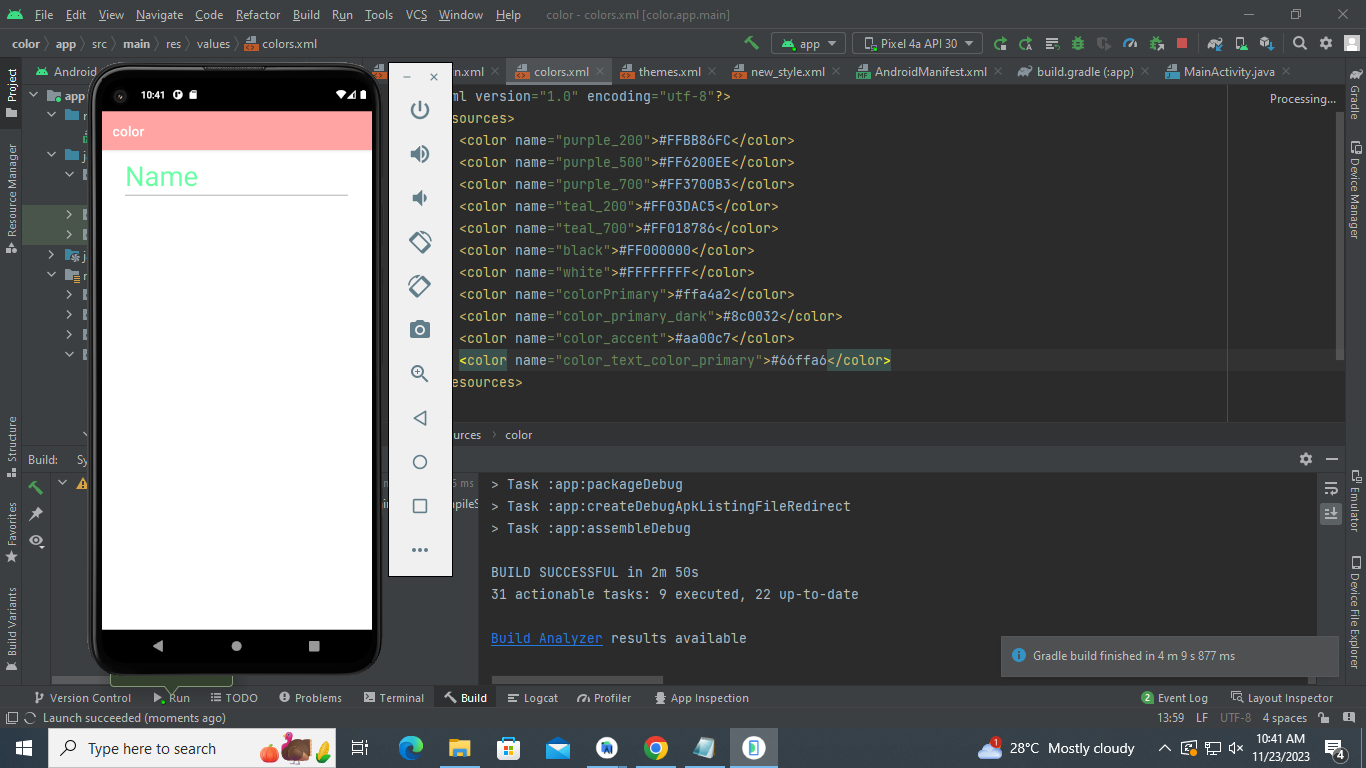 File Edit View Navigate Code Refactor Build Run Tools VCS Window Help color - colors.xml [color.app.main]
color app src main res values colors.xml
app Pixel 4a API 30
Android
colors.xml themes.xml new_style.xml AndroidManifest.xml build.gradle (:app) MainActivity.java
Project
Resource Manager
Structure
Favorites
Build Variants
app
10:41
color
Name
version="1.0" encoding="utf-8"?>
Processing...
<color name="purple_200">#FFBB86FC</color>
<color name="purple_500">#FF6200EE</color>
<color name="purple_700">#FF3700B3</color>
<color name="teal_200">#FF03DAC5</color>
<color name="teal_700">#FF018786</color>
<color name="black">#FF000000</color>
<color name="white">#FFFFFFFF</color>
<color name="colorPrimary">#ffa4a2</color>
<color name="color_primary_dark">#8c0032</color>
<color name="color_accent">#aa00c7</color>
<color name="color_text_color_primary">#66ffa6</color>
color
Gradle
Device Manager
Emulator
Device File Explorer
Build:
> Task :app:packageDebug
> Task :app:createDebugApkListingFileRedirect
> Task :app:assembleDebug
BUILD SUCCESSFUL in 2m 50s
31 actionable tasks: 9 executed, 22 up-to-date
Build Analyzer results available
Gradle build finished in 4 m 9 s 877 ms
Version Control Run TODO Problems Terminal Build Logcat Profiler App Inspection 2 Event Log Layout Inspector
Launch succeeded (moments ago) 13:59 LF UTF-8 4 spaces
Type here to search 28°C Mostly cloudy 10:41 AM
11/23/2023
4